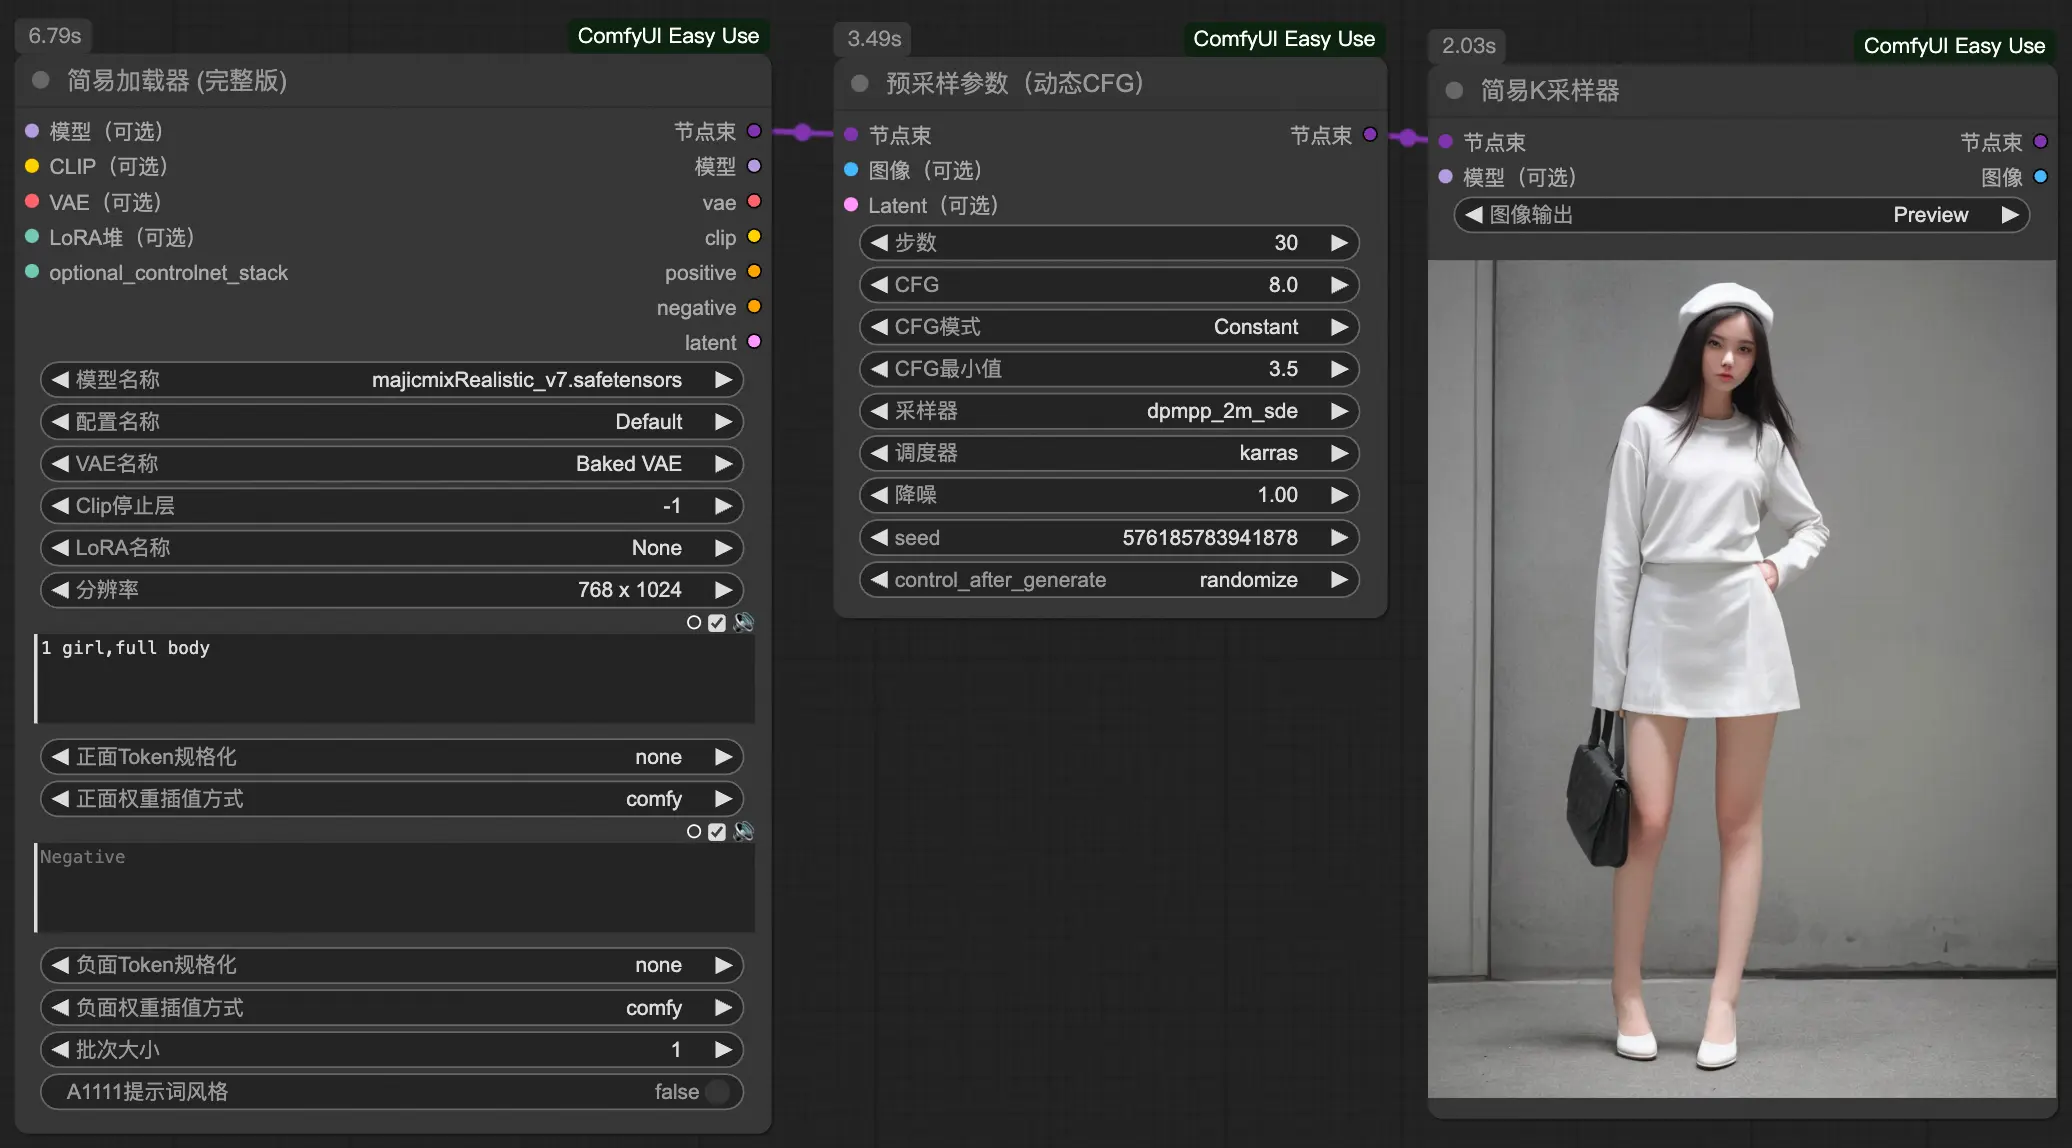 6.79s
ComfyUI Easy Use
简易加载器 (完整版)
模型（可选）
节点束
CLIP（可选）
模型
VAE（可选）
vae
LoRA堆（可选）
clip
optional_controlnet_stack
positive
negative
latent
模型名称 majicmixRealistic_v7.safetensors
配置名称 Default
VAE名称 Baked VAE
Clip停止层 -1
LoRA名称 None
分辨率 768 x 1024
1 girl,full body
正面Token规格化 none
正面权重插值方式 comfy
Negative
负面Token规格化 none
负面权重插值方式 comfy
批次大小 1
A1111提示词风格 false
3.49s
ComfyUI Easy Use
预采样参数（动态CFG）
节点束
节点束
图像（可选）
Latent（可选）
步数 30
CFG 8.0
CFG模式 Constant
CFG最小值 3.5
采样器 dpmpp_2m_sde
调度器 karras
降噪 1.00
seed 576185783941878
control_after_generate randomize
2.03s
ComfyUI Easy Use
简易K采样器
节点束
节点束
模型（可选）
图像
图像输出 Preview